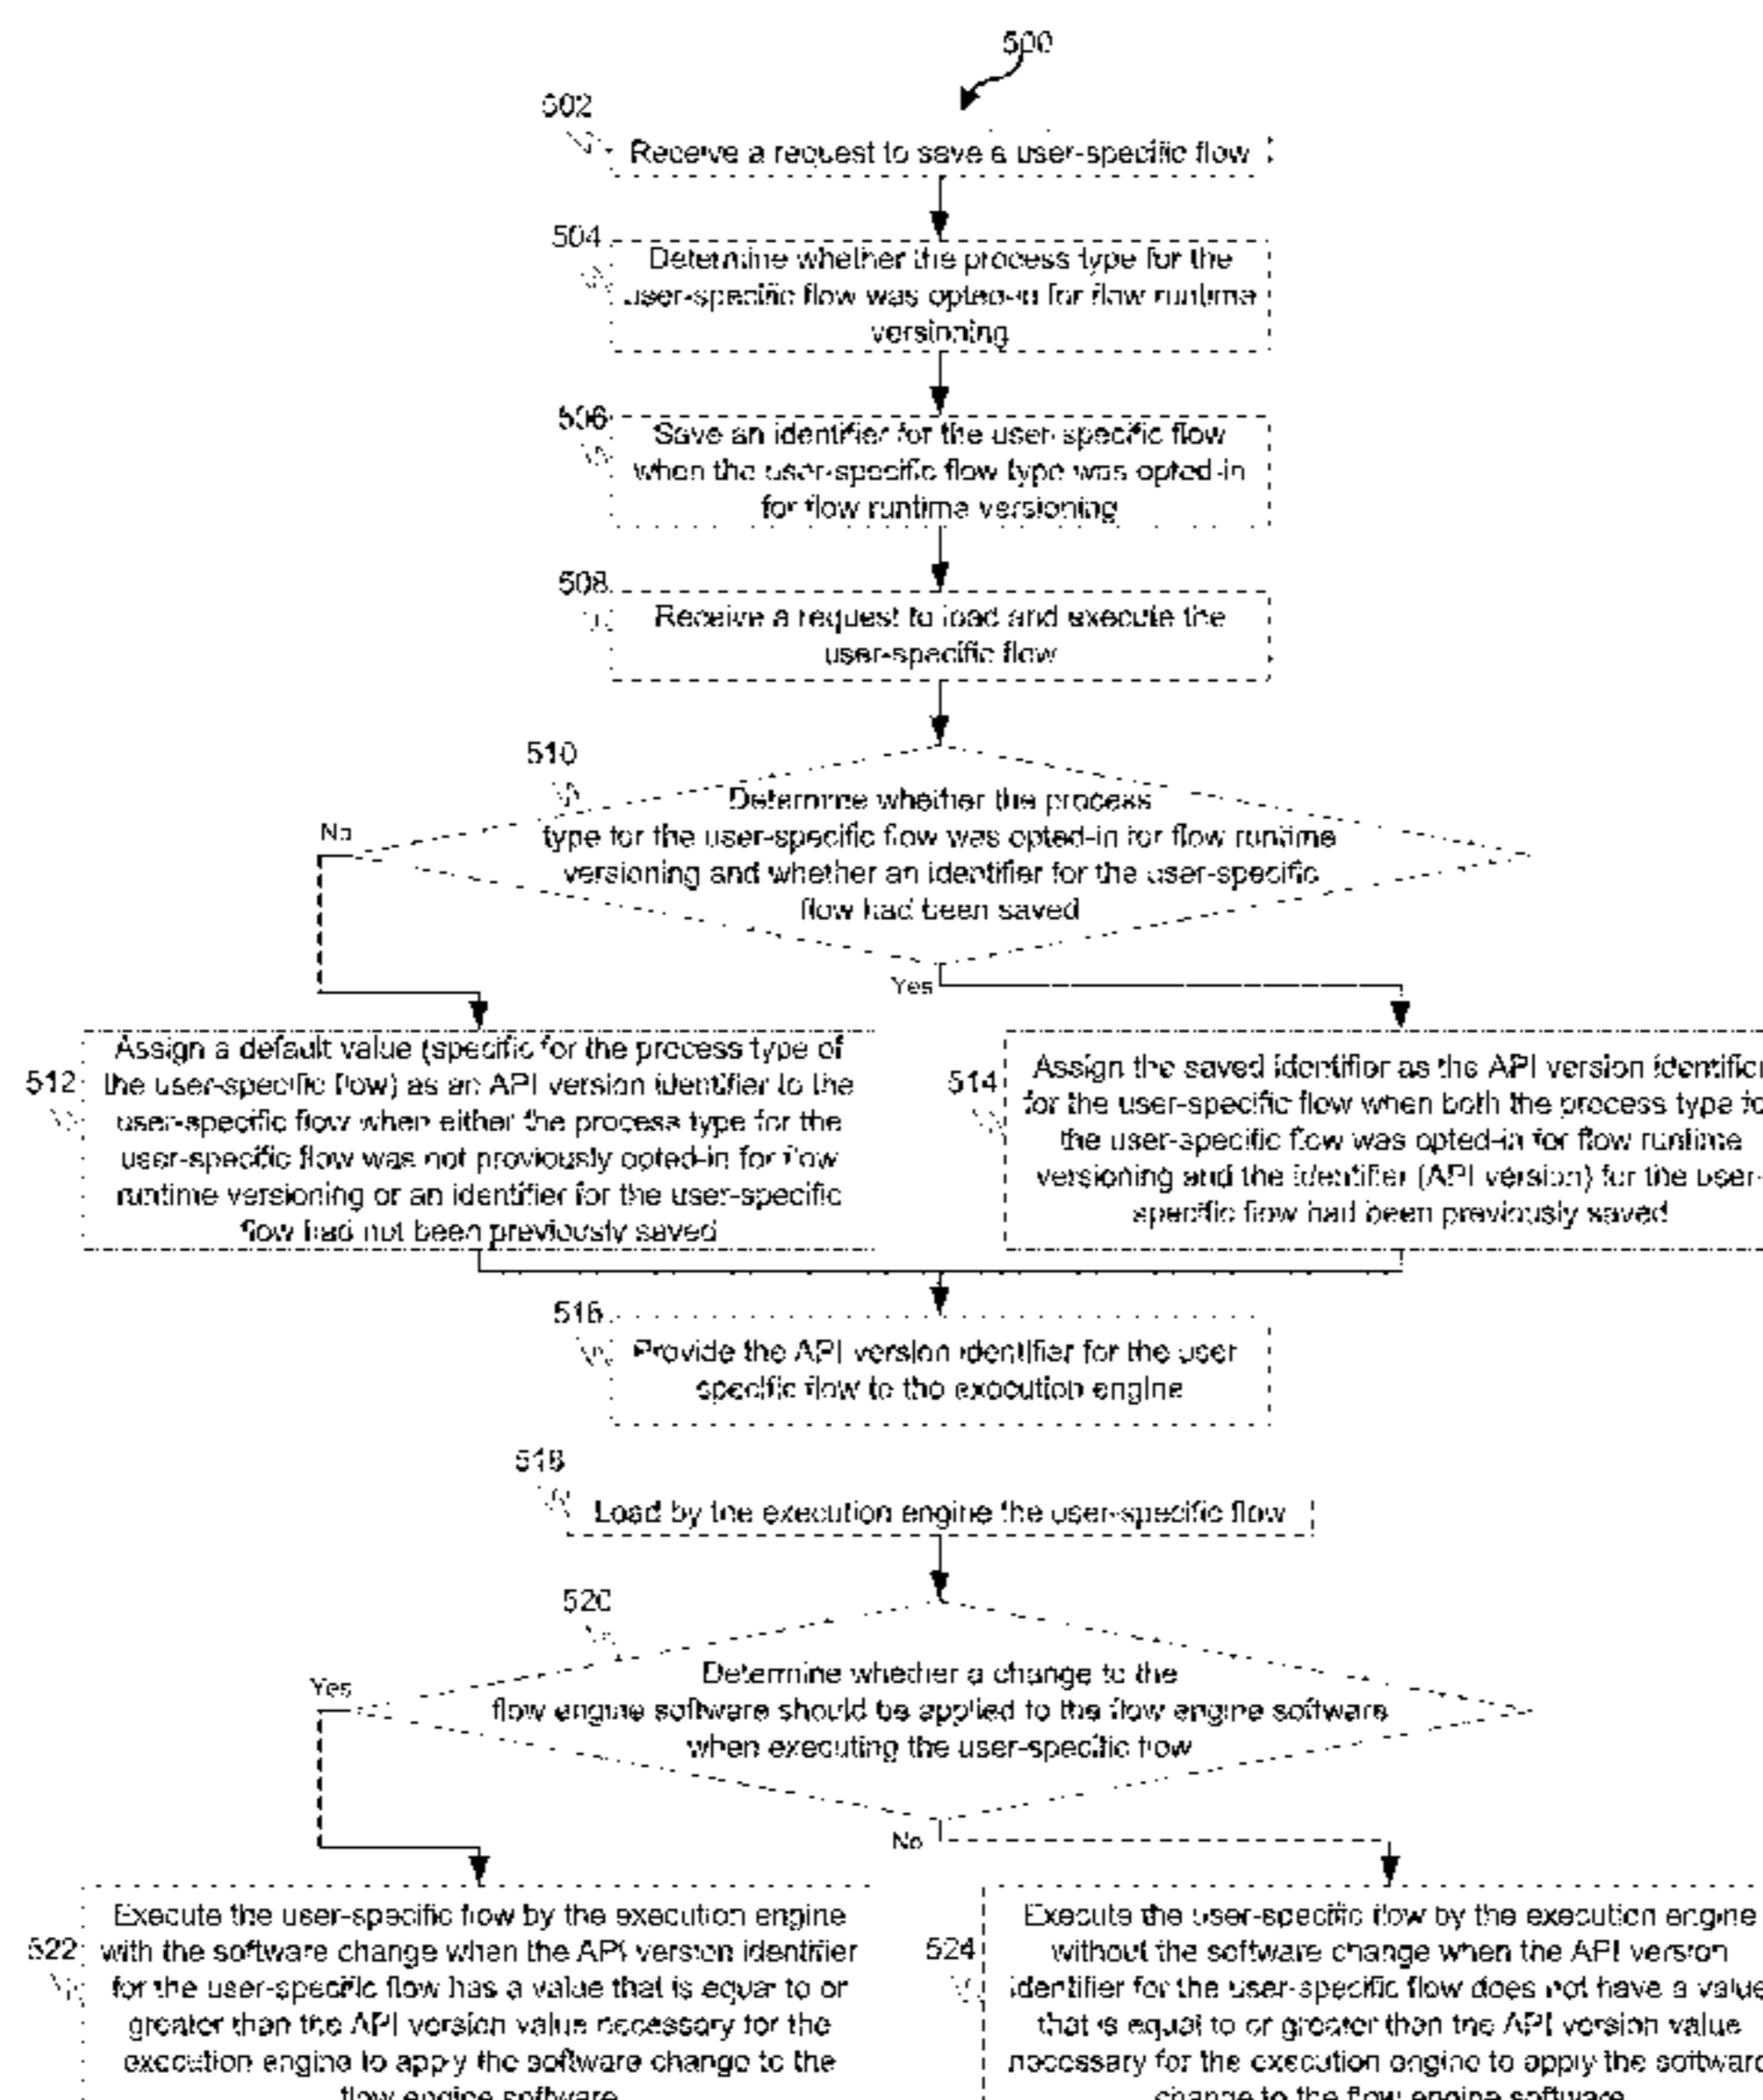 500
502
Receive a request to save a user-specific flow
504
Determine whether the process type for the
user-specific flow was opted-in for flow runtime
versioning
506
Save an identifier for the user-specific flow
when the user-specific flow type was opted-in
for flow runtime versioning
508
Receive a request to load and execute the
user-specific flow
510
Determine whether the process
type for the user-specific flow was opted-in for flow runtime
versioning and whether an identifier for the user-specific
flow had been saved
No
Yes
512
Assign a default value (specific for the process type of
the user-specific flow) as an API version identifier to the
user-specific flow when either the process type for the
user-specific flow was not previously opted-in for flow
runtime versioning or an identifier for the user-specific
flow had not been previously saved
514
Assign the saved identifier as the API version identifier
for the user-specific flow when both the process type fo
the user-specific flow was opted-in for flow runtime
versioning and the identifier (API version) for the user-
specific flow had been previously saved
516
Provide the API version identifier for the user
specific flow to the execution engine
518
Load by the execution engine the user-specific flow
520
Determine whether a change to the
flow engine software should be applied to the flow engine software
when executing the user-specific flow
Yes
No
522
Execute the user-specific flow by the execution engine
with the software change when the API version identifier
for the user-specific flow has a value that is equal to or
greater than the API version value necessary for the
execution engine to apply the software change to the
flow engine software
524
Execute the user-specific flow by the execution engine
without the software change when the API version
identifier for the user-specific flow does not have a value
that is equal to or greater than the API version value
necessary for the execution engine to apply the software
change to the flow engine software